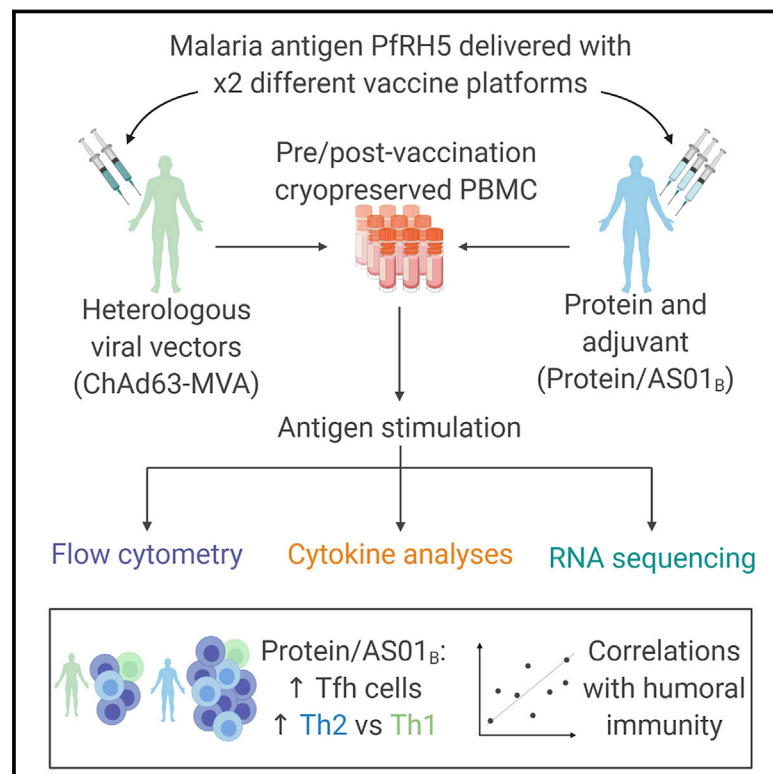 Malaria antigen PfRH5 delivered with
x2 different vaccine platforms
Pre/post-vaccination
cryopreserved PBMC
Heterologous
viral vectors
(ChAd63-MVA)
Protein and
adjuvant
(Protein/AS01B)
Antigen stimulation
Flow cytometry
Cytokine analyses
RNA sequencing
Protein/AS01B:
↑ Tfh cells
↑ Th2 vs Th1
Correlations
with humoral
immunity